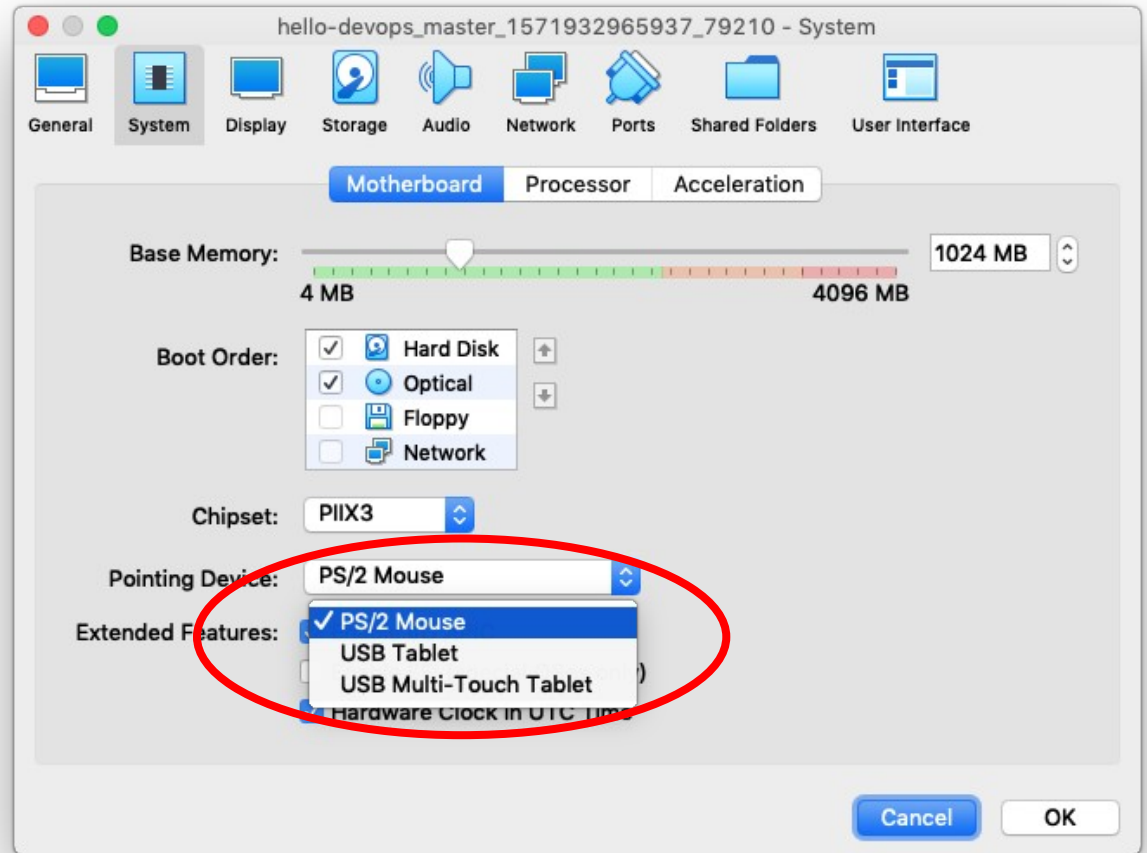 hello-devops_master_1571932965937_79210 - System
General System Display Storage Audio Network Ports Shared Folders User Interface
Motherboard Processor Acceleration
Base Memory: 1024 MB
4 MB 4096 MB
Boot Order: Hard Disk
Optical
Floppy
Network
Chipset: PIIX3
Pointing Device: PS/2 Mouse
Extended Features: PS/2 Mouse
USB Tablet
USB Multi-Touch Tablet
Hardware Clock in UTC Time
Cancel OK